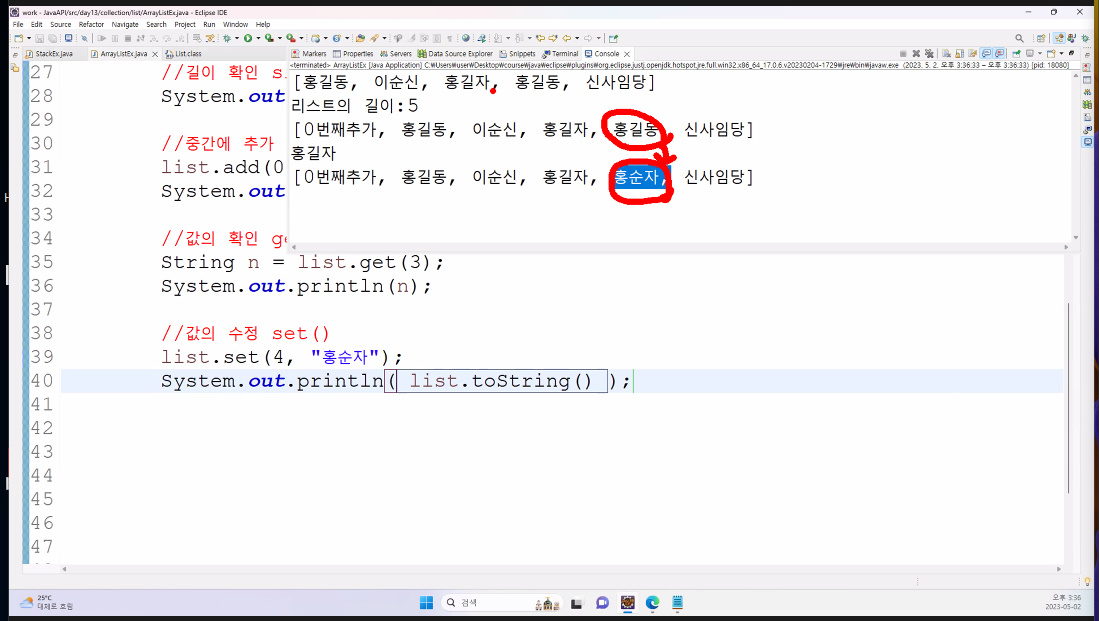 work - JavaAPI/src/day13/collection/list/ArrayListEx.java - Eclipse IDE
File Edit Source Refactor Navigate Search Project Run Window Help
StackEx.java ArrayListEx.java List.class
Markers Properties Servers Data Source Explorer Snippets Terminal Console
<terminated> ArrayListEx [Java Application] C:₩Users₩user₩Desktop₩course₩java₩eclipse₩plugins₩org.eclipse.justj.openjdk.hotspot.jre.full.win32.x86_64_17.0.6.v20230204-1729₩jre₩bin₩javaw.exe (2023. 5. 2. 오후 3:36:33 – 오후 3:36:33) [pid: 18080]
[홍길동, 이순신, 홍길자, 홍길동, 신사임당]
리스트의 길이:5
[0번째추가, 홍길동, 이순신, 홍길자, 홍길동, 신사임당]
홍길자
[0번째추가, 홍길동, 이순신, 홍길자, 홍순자, 신사임당]
27 //길이 확인 s
28 System.out
29
30 //중간에 추가
31 list.add(0
32 System.out
33
34 //값의 확인 ge
35 String n = list.get(3);
36 System.out.println(n);
37
38 //값의 수정 set()
39 list.set(4, "홍순자");
40 System.out.println( list.toString() );
41
42
43
44
45
46
47
25°C
대체로 흐림
검색
오후 3:36
2023-05-02